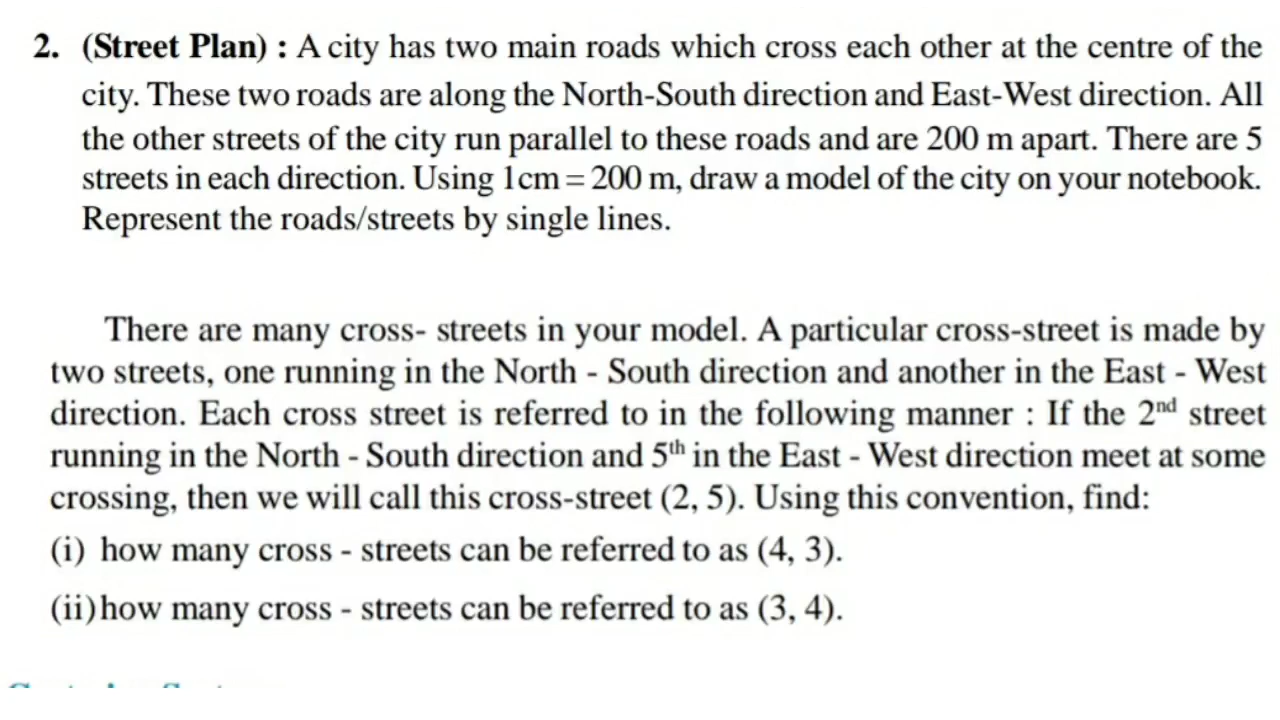 2. (Street Plan) : A city has two main roads which cross each other at the centre of the
city. These two roads are along the North-South direction and East-West direction. All
the other streets of the city run parallel to these roads and are 200 m apart. There are 5
streets in each direction. Using 1cm = 200 m, draw a model of the city on your notebook.
Represent the roads/streets by single lines.
There are many cross- streets in your model. A particular cross-street is made by
two streets, one running in the North - South direction and another in the East - West
direction. Each cross street is referred to in the following manner : If the 2nd street
running in the North - South direction and 5th in the East - West direction meet at some
crossing, then we will call this cross-street (2, 5). Using this convention, find:
(i) how many cross - streets can be referred to as (4, 3).
(ii) how many cross - streets can be referred to as (3, 4).